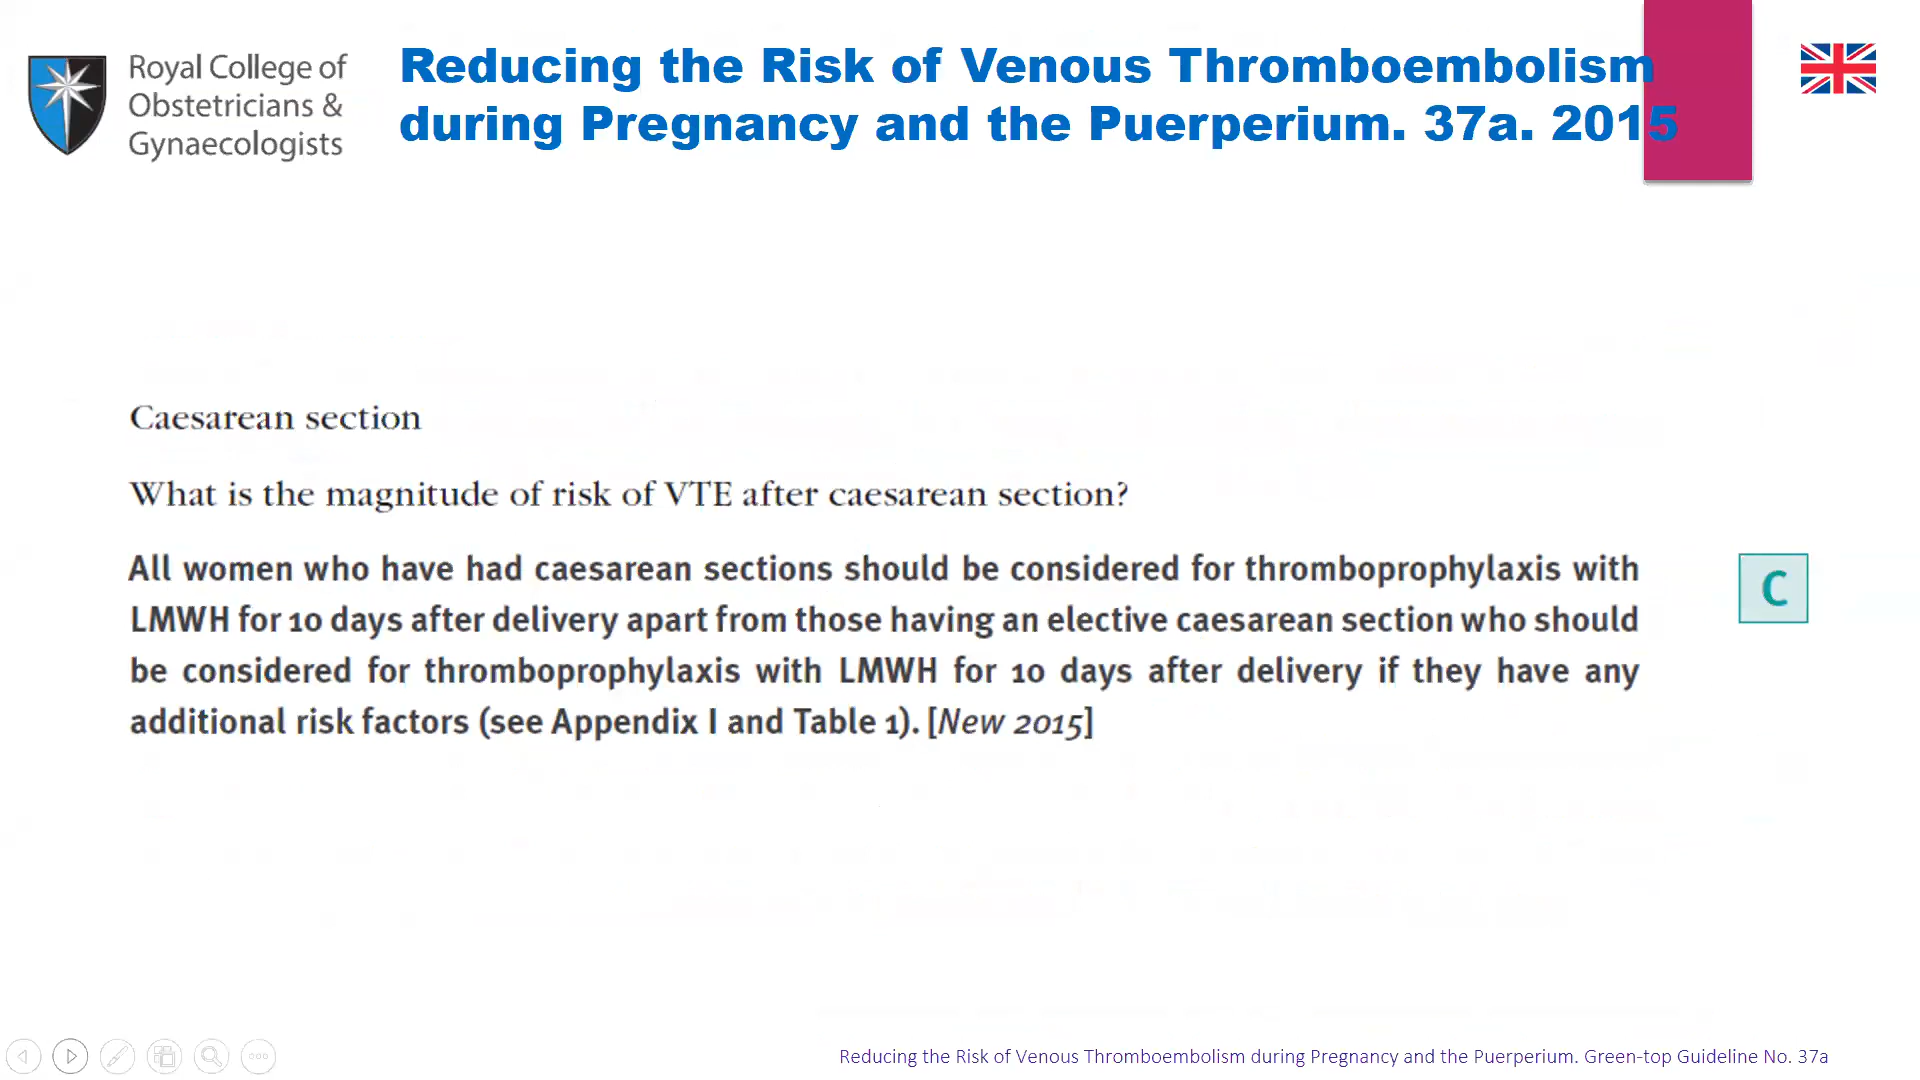 Royal College of
Obstetricians &
Gynaecologists
Reducing the Risk of Venous Thromboembolism
during Pregnancy and the Puerperium. 37a. 2015
Caesarean section
What is the magnitude of risk of VTE after caesarean section?
All women who have had caesarean sections should be considered for thromboprophylaxis with
LMWH for 10 days after delivery apart from those having an elective caesarean section who should
be considered for thromboprophylaxis with LMWH for 10 days after delivery if they have any
additional risk factors (see Appendix I and Table 1). [New 2015]
C
Reducing the Risk of Venous Thromboembolism during Pregnancy and the Puerperium. Green-top Guideline No. 37a